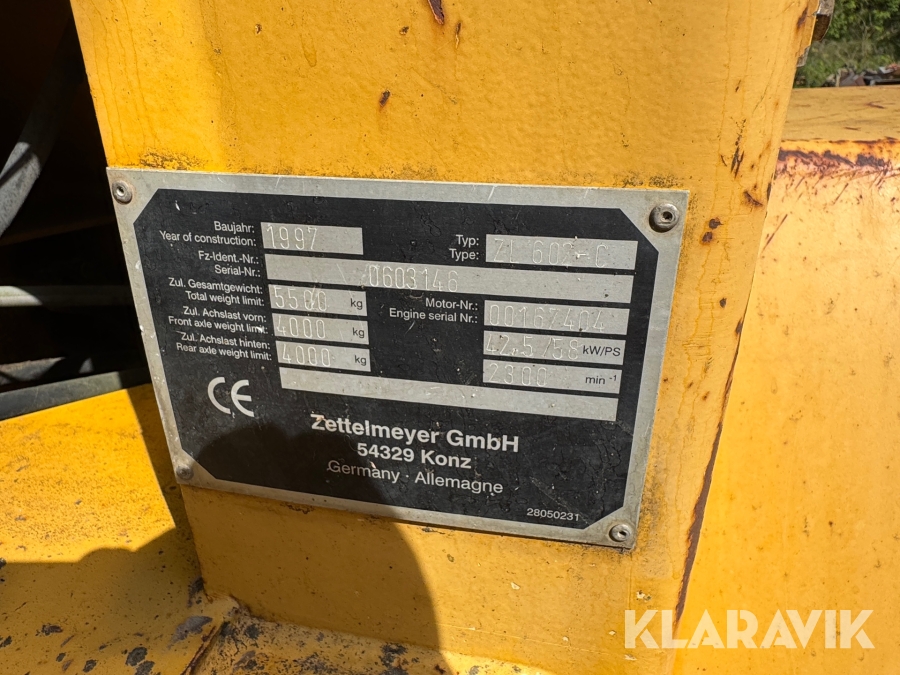 Baujahr:
Year of construction: 1997
Typ:
Type: ZL 602-C
Fz-Ident.-Nr.:
Serial-Nr.: 0603146
Zul. Gesamtgewicht:
Total weight limit: 5500 kg
Motor-Nr.:
Engine serial Nr.: 00167404
Zul. Achslast vorn:
Front axle weight limit: 4000 kg
42,5/58 kW/PS
Zul. Achslast hinten:
Rear axle weight limit: 4000 kg
2300 min⁻¹
CE
Zettelmeyer GmbH
54329 Konz
Germany · Allemagne
28050231
KLARAVIK